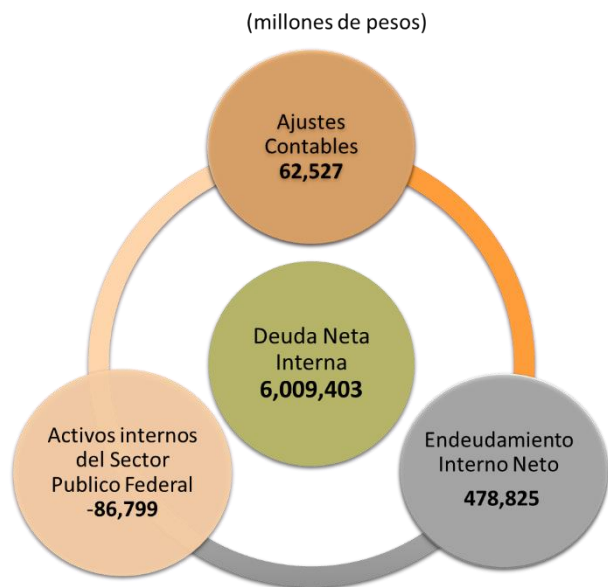 (millones de pesos)
Ajustes
Contables
62,527
Deuda Neta
Interna
6,009,403
Activos internos
del Sector
Publico Federal
-86,799
Endeudamiento
Interno Neto
478,825